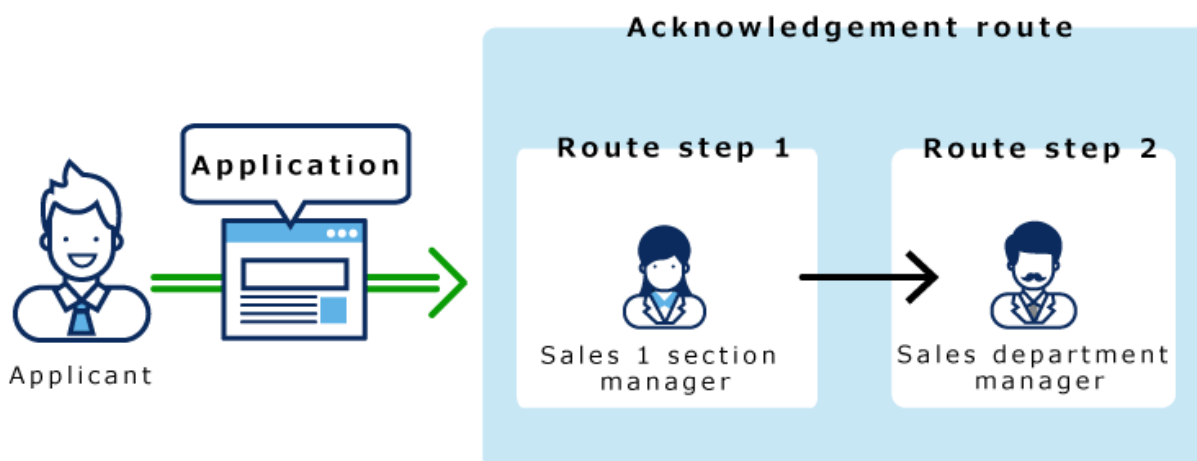 Acknowledgement route
Application
Route step 1
Route step 2
Applicant
Sales 1 section
manager
Sales department
manager